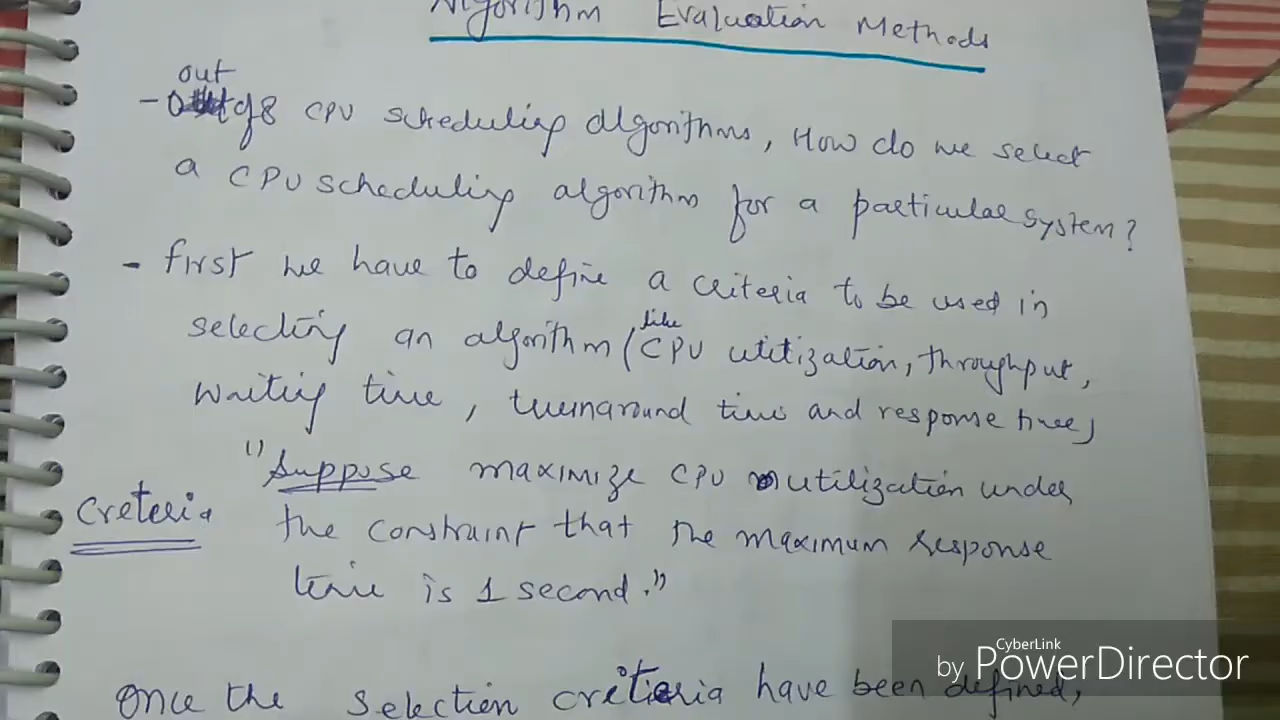 Algorithm Evaluation Methods
out
- of 8 CPU scheduling algorithms, How do we select
a CPU scheduling algorithm for a particular system?
- first we have to define a criteria to be used in
like
selecting an algorithm (CPU utilization, throughput,
waiting time, turnaround time and response time)
"Suppose maximize CPU utilization under
Creteria
the constraint that the maximum response
time is 1 second."
Once the selection creteria have been defined,
CyberLink
by PowerDirector